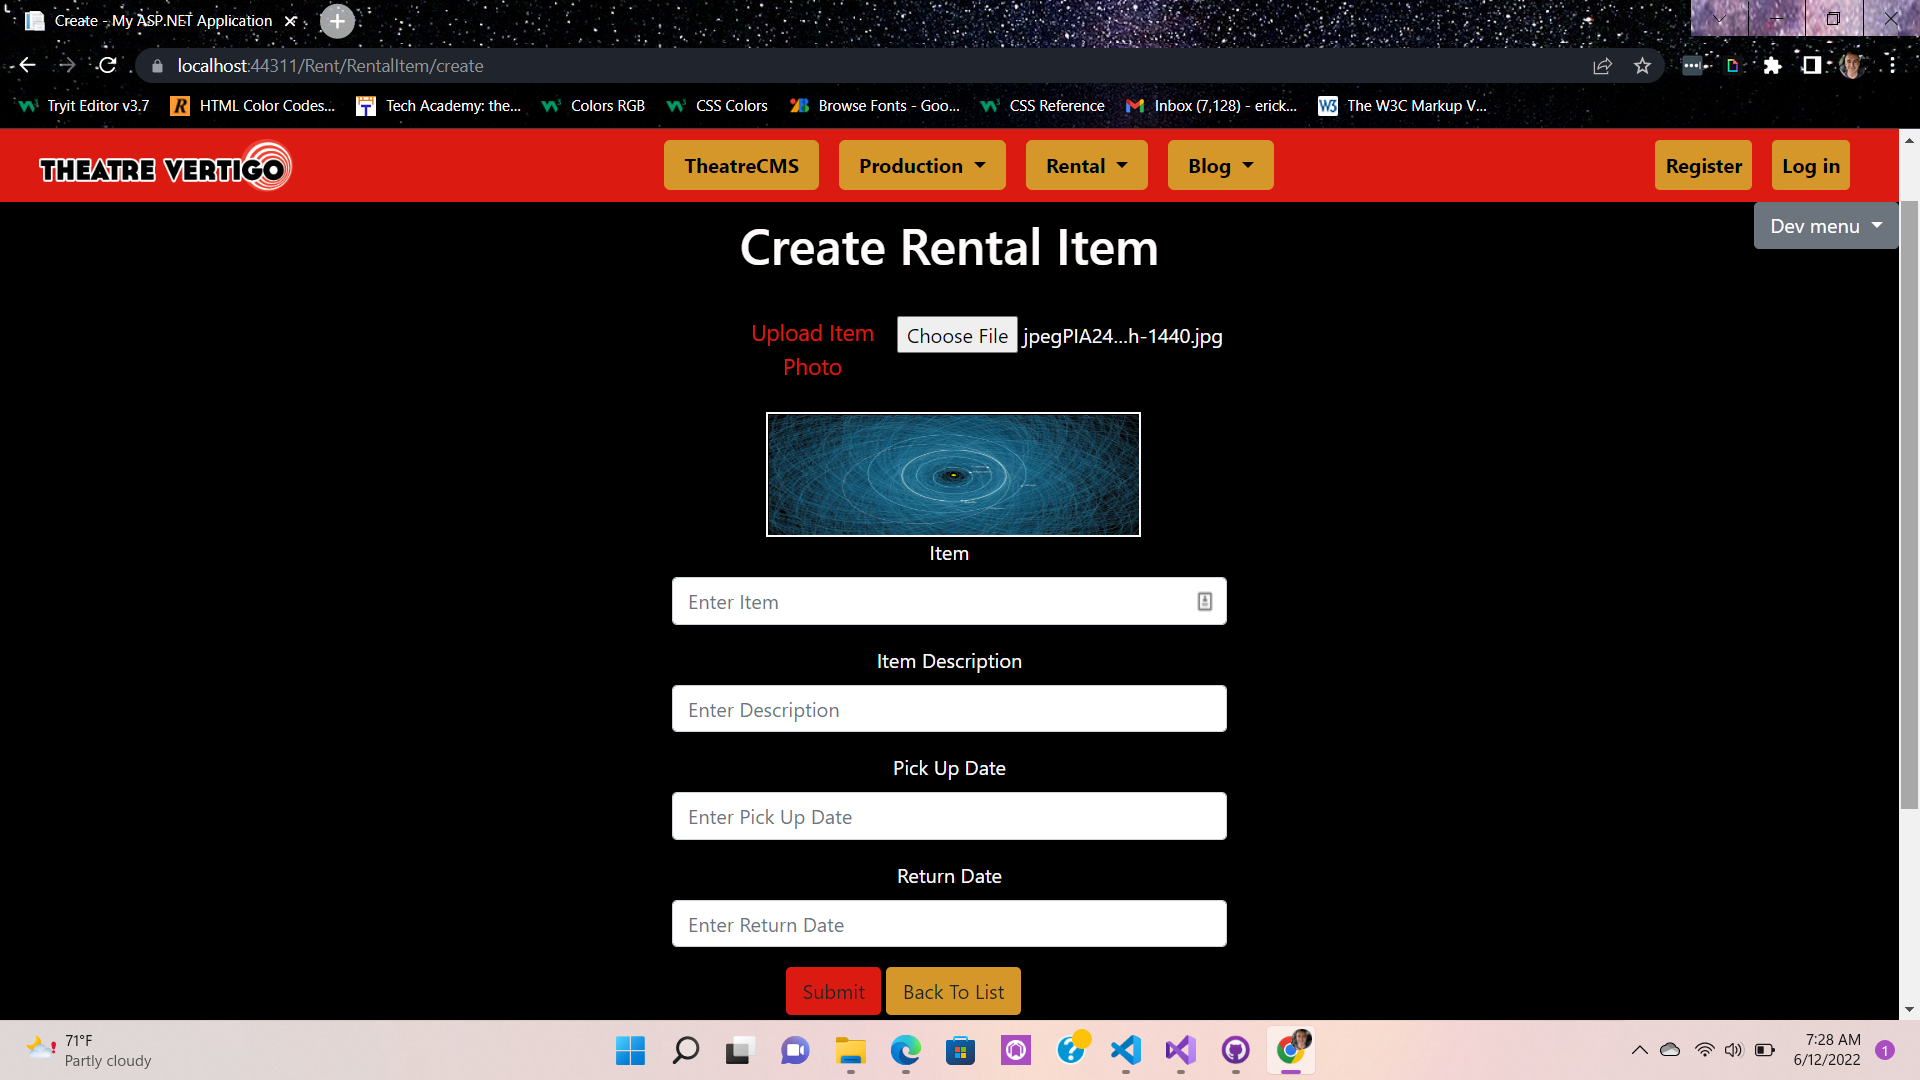 Create - My ASP.NET Application
localhost:44311/Rent/RentalItem/create
Tryit Editor v3.7
HTML Color Codes...
Tech Academy: the...
Colors RGB
CSS Colors
Browse Fonts - Goo...
CSS Reference
Inbox (7,128) - erick...
The W3C Markup V...
THEATRE VERTIGO
TheatreCMS
Production
Rental
Blog
Register
Log in
Dev menu
Create Rental Item
Upload Item
Photo
Choose File
jpegPIA24...h-1440.jpg
Item
Enter Item
Item Description
Enter Description
Pick Up Date
Enter Pick Up Date
Return Date
Enter Return Date
Submit
Back To List
71°F
Partly cloudy
7:28 AM
6/12/2022
1